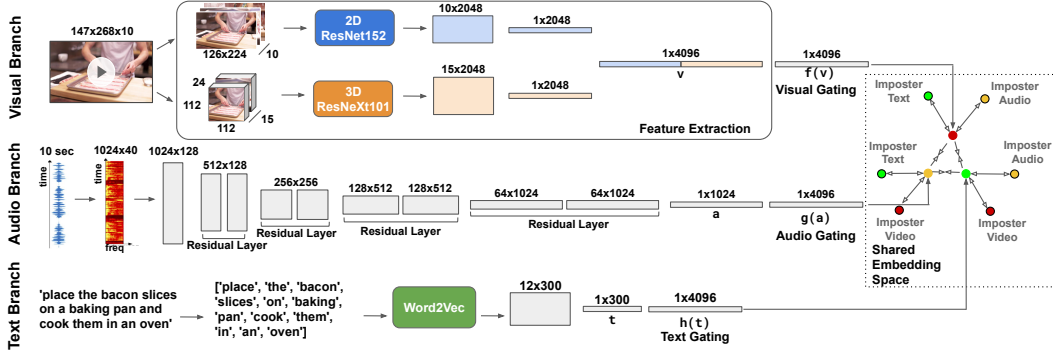 Visual Branch
147x268x10
126x224
10
2D
ResNet152
10x2048
1x2048
24
112
112
15
3D
ResNeXt101
15x2048
1x2048
1x4096
v
Feature Extraction
1x4096
f(v)
Visual Gating
Audio Branch
10 sec
time
1024x40
time
freq
1024x128
512x128
Residual Layer
256x256
Residual Layer
128x512
128x512
Residual Layer
64x1024
64x1024
Residual Layer
1x1024
a
1x4096
g(a)
Audio Gating
Imposter
Text
Imposter
Audio
Imposter
Text
Imposter
Audio
Imposter
Video
Imposter
Video
Shared
Embedding
Space
Text Branch
'place the bacon slices
on a baking pan and
cook them in an oven'
['place', 'the', 'bacon',
'slices', 'on', 'baking',
'pan', 'cook', 'them',
'in', 'an', 'oven']
Word2Vec
12x300
1x300
t
1x4096
h(t)
Text Gating